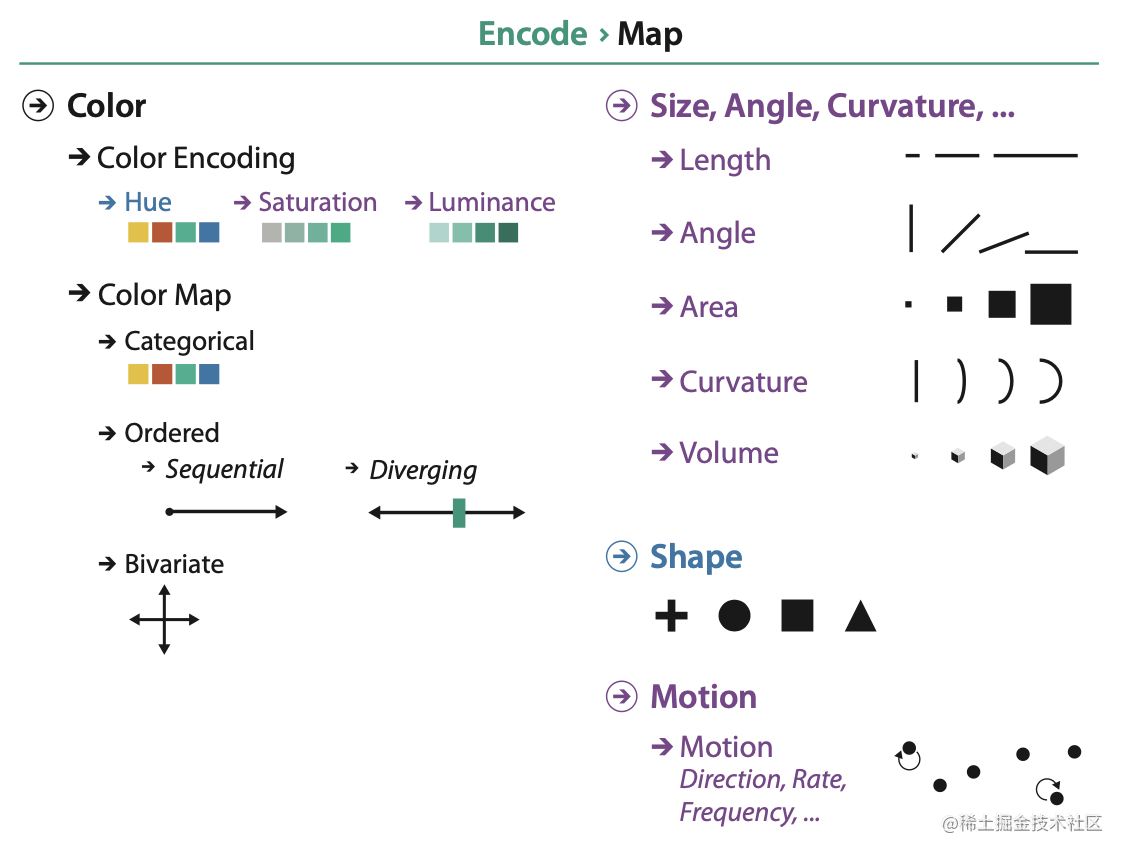 Encode › Map
Color
Color Encoding
Hue
Saturation
Luminance
Color Map
Categorical
Ordered
Sequential
Diverging
Bivariate
Size, Angle, Curvature, ...
Length
Angle
Area
Curvature
Volume
Shape
Motion
Motion
Direction, Rate,
Frequency, ...
@稀土掘金技术社区